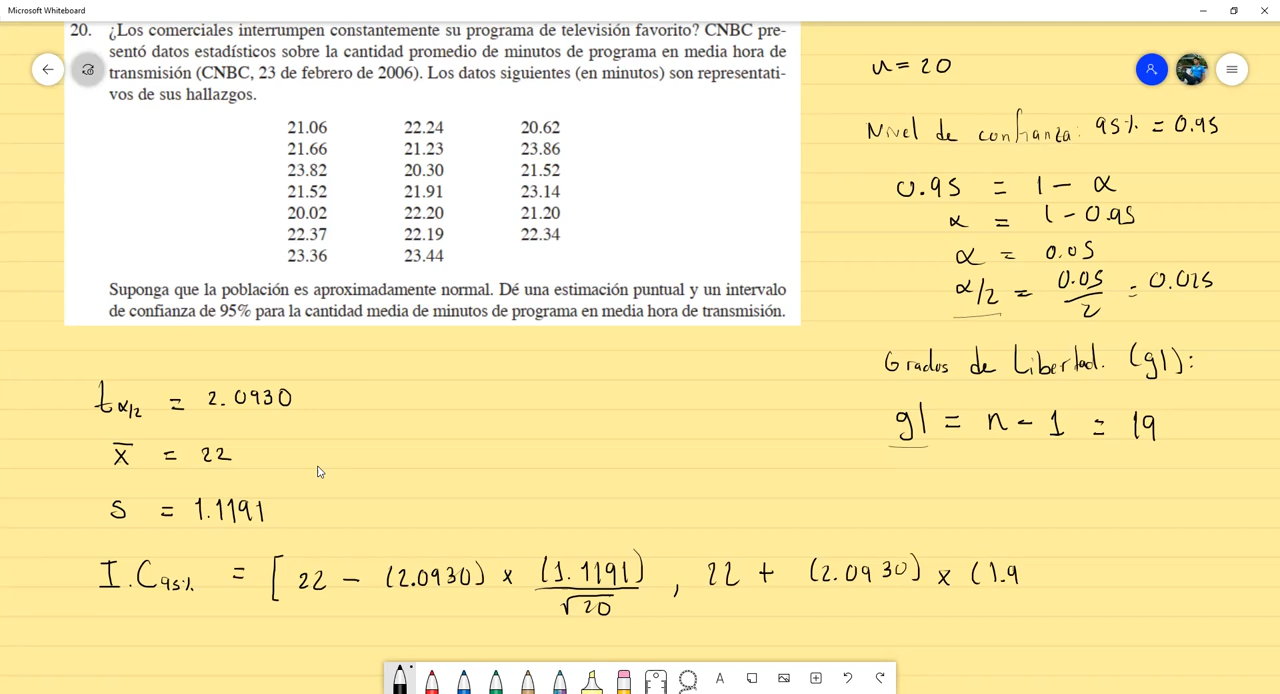 Microsoft Whiteboard
20. ¿Los comerciales interrumpen constantemente su programa de televisión favorito? CNBC pre-
sentó datos estadísticos sobre la cantidad promedio de minutos de programa en media hora de
transmisión (CNBC, 23 de febrero de 2006). Los datos siguientes (en minutos) son representati-
vos de sus hallazgos.
21.06 22.24 20.62
21.66 21.23 23.86
23.82 20.30 21.52
21.52 21.91 23.14
20.02 22.20 21.20
22.37 22.19 22.34
23.36 23.44
Suponga que la población es aproximadamente normal. Dé una estimación puntual y un intervalo
de confianza de 95% para la cantidad media de minutos de programa en media hora de transmisión.
n = 20
Nivel de confianza: 95% = 0.95
0.95 = 1 - α
α = 1 - 0.95
α = 0.05
α/2 = 0.05/2 = 0.025
Grados de Libertad. (gl):
gl = n - 1 = 19
tα/2 = 2.0930
x̄ = 22
s = 1.1191
I.C95% = [ 22 - (2.0930) x (1.1191)/√20 , 22 + (2.0930) x (1.9
A